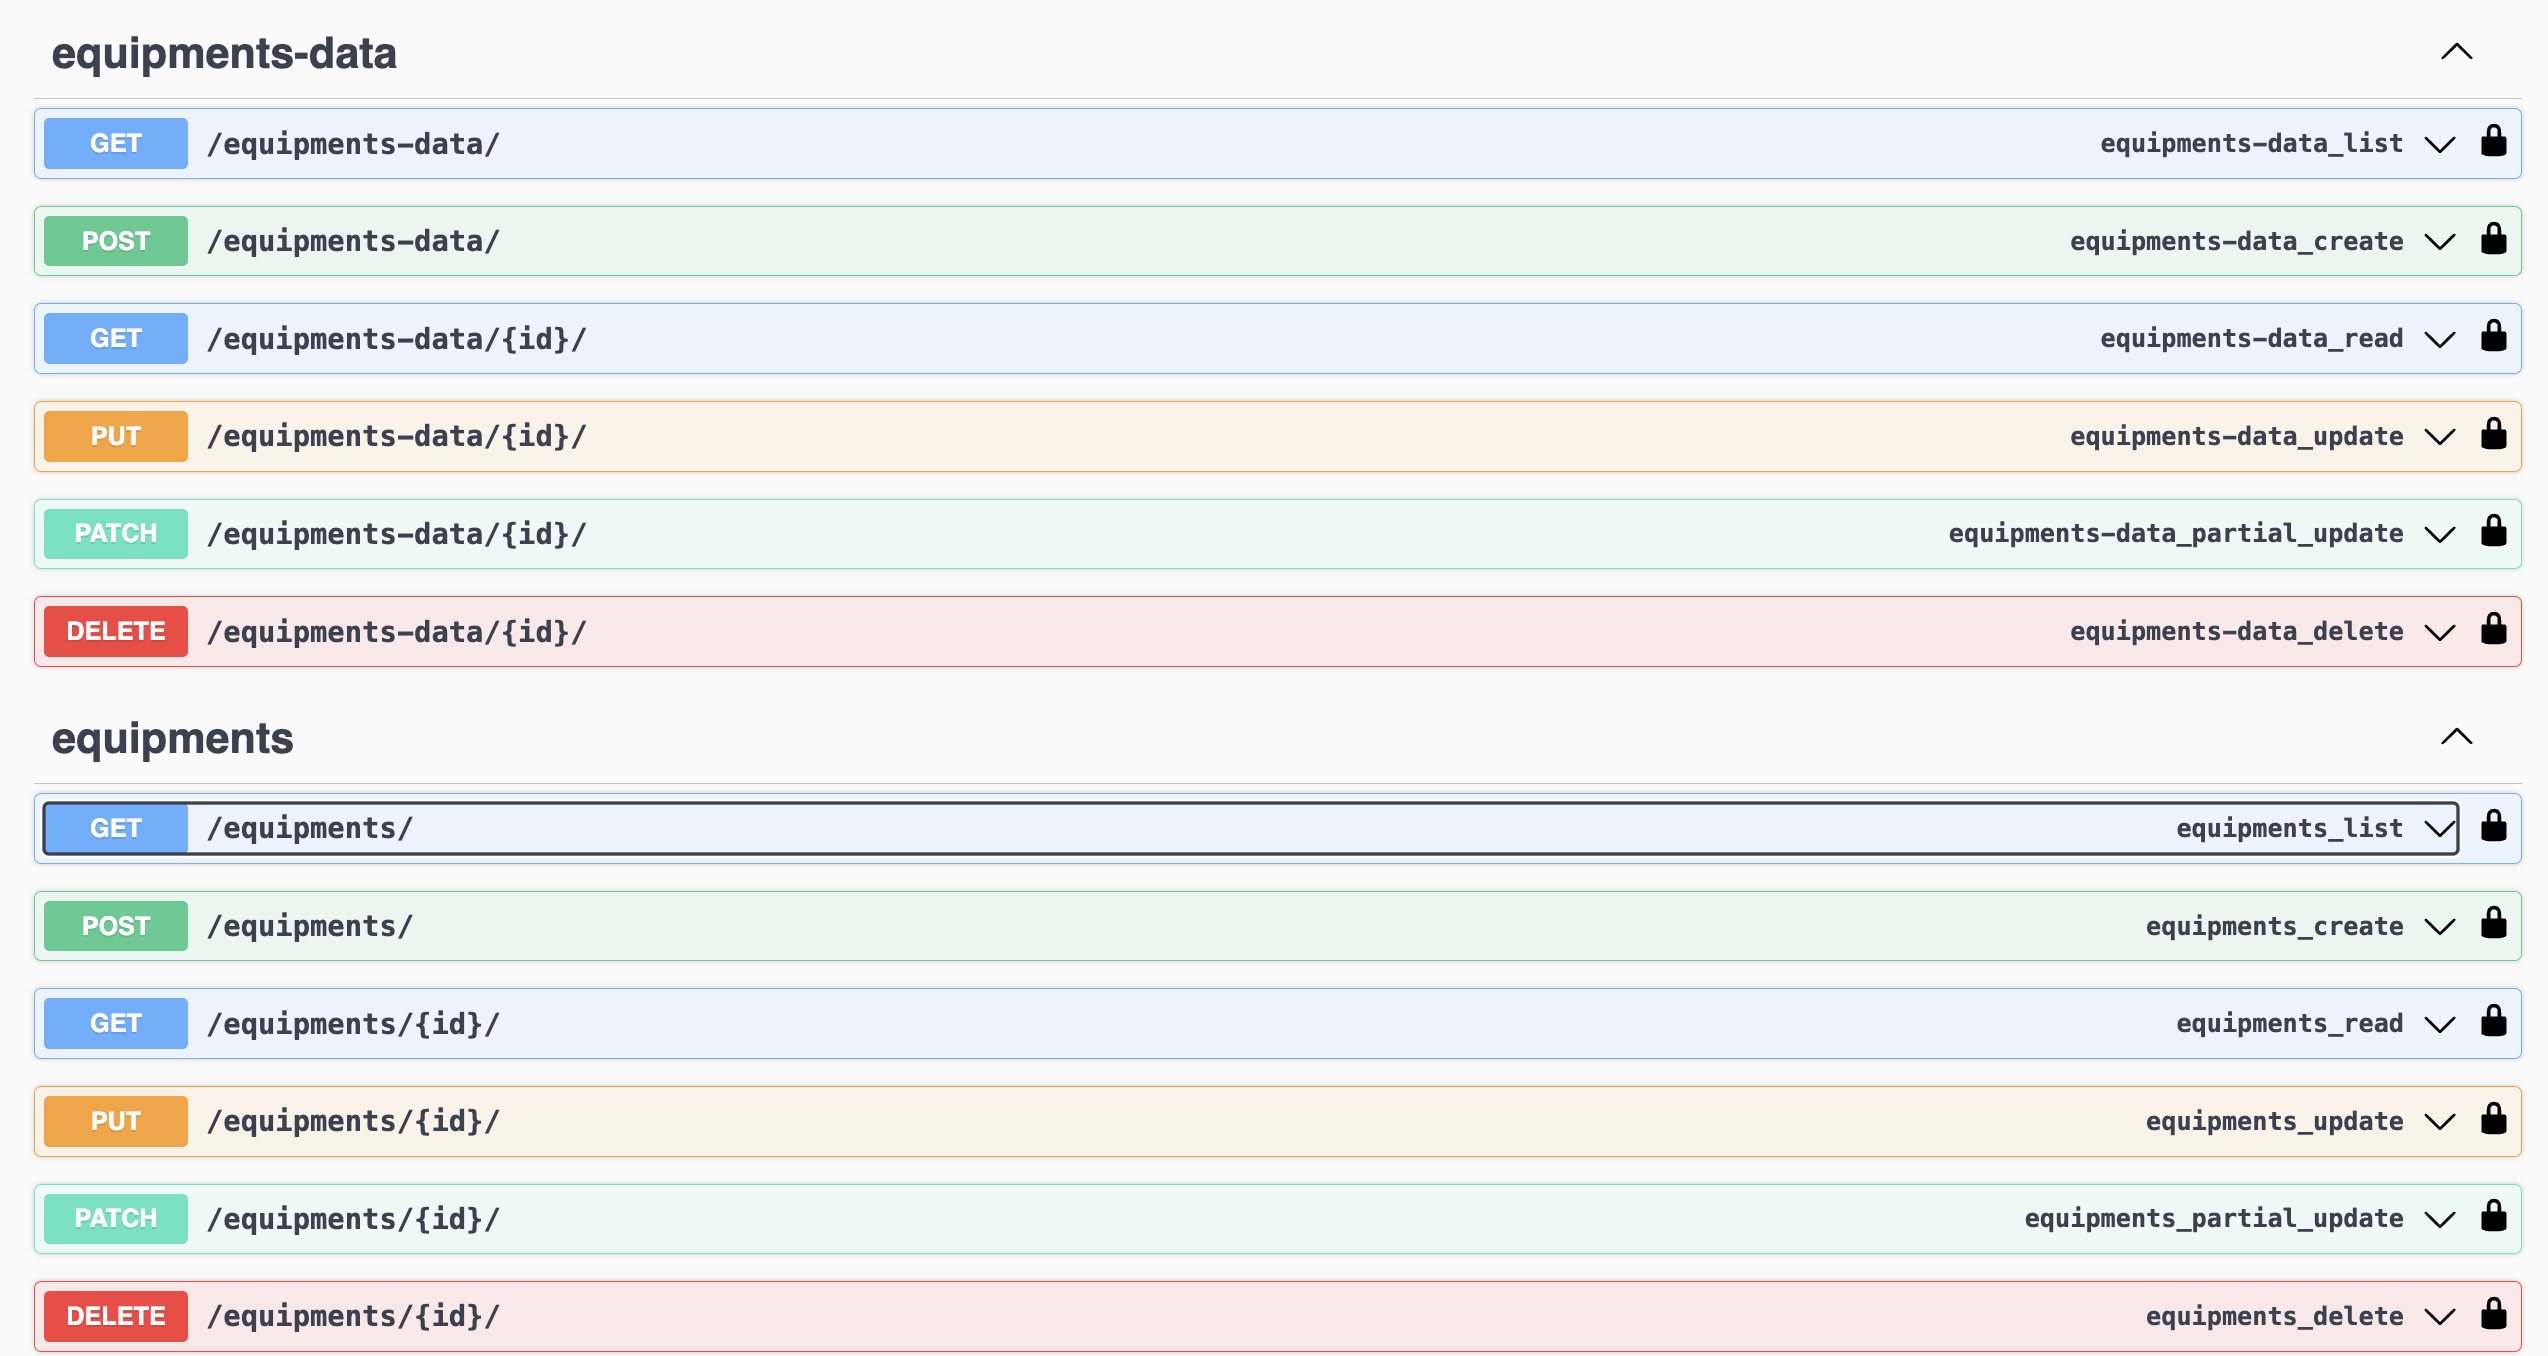 equipments-data
GET /equipments-data/ equipments-data_list
POST /equipments-data/ equipments-data_create
GET /equipments-data/{id}/ equipments-data_read
PUT /equipments-data/{id}/ equipments-data_update
PATCH /equipments-data/{id}/ equipments-data_partial_update
DELETE /equipments-data/{id}/ equipments-data_delete
equipments
GET /equipments/ equipments_list
POST /equipments/ equipments_create
GET /equipments/{id}/ equipments_read
PUT /equipments/{id}/ equipments_update
PATCH /equipments/{id}/ equipments_partial_update
DELETE /equipments/{id}/ equipments_delete